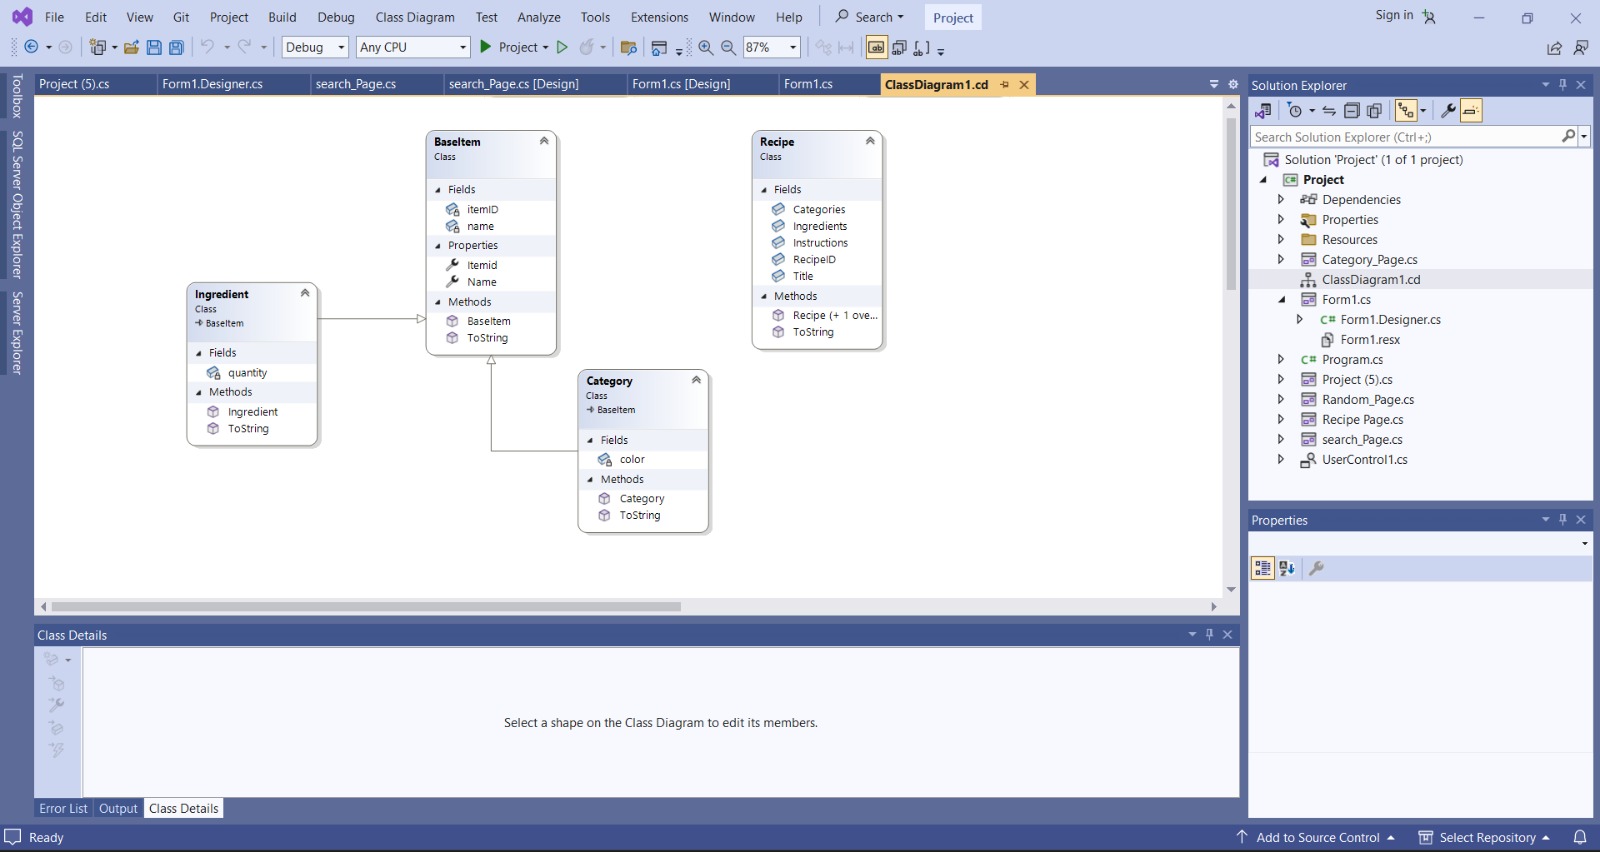 File Edit View Git Project Build Debug Class Diagram Test Analyze Tools Extensions Window Help Search Project Sign in
Debug Any CPU Project 87%
Project (5).cs Form1.Designer.cs search_Page.cs search_Page.cs [Design] Form1.cs [Design] Form1.cs ClassDiagram1.cd
Toolbox
SQL Server Object Explorer
Server Explorer
BaseItem
Class
Fields
itemID
name
Properties
Itemid
Name
Methods
BaseItem
ToString
Recipe
Class
Fields
Categories
Ingredients
Instructions
RecipeID
Title
Methods
Recipe (+ 1 ove...
ToString
Ingredient
Class
BaseItem
Fields
quantity
Methods
Ingredient
ToString
Category
Class
BaseItem
Fields
color
Methods
Category
ToString
Class Details
Select a shape on the Class Diagram to edit its members.
Error List Output Class Details
Solution Explorer
Search Solution Explorer (Ctrl+;)
Solution 'Project' (1 of 1 project)
C# Project
Dependencies
Properties
Resources
Category_Page.cs
ClassDiagram1.cd
Form1.cs
C# Form1.Designer.cs
Form1.resx
C# Program.cs
Project (5).cs
Random_Page.cs
Recipe Page.cs
search_Page.cs
UserControl1.cs
Properties
Ready Add to Source Control Select Repository